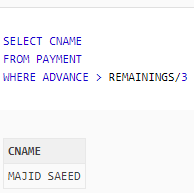 SELECT CNAME
FROM PAYMENT
WHERE ADVANCE > REMAININGS/3
CNAME
MAJID SAEED